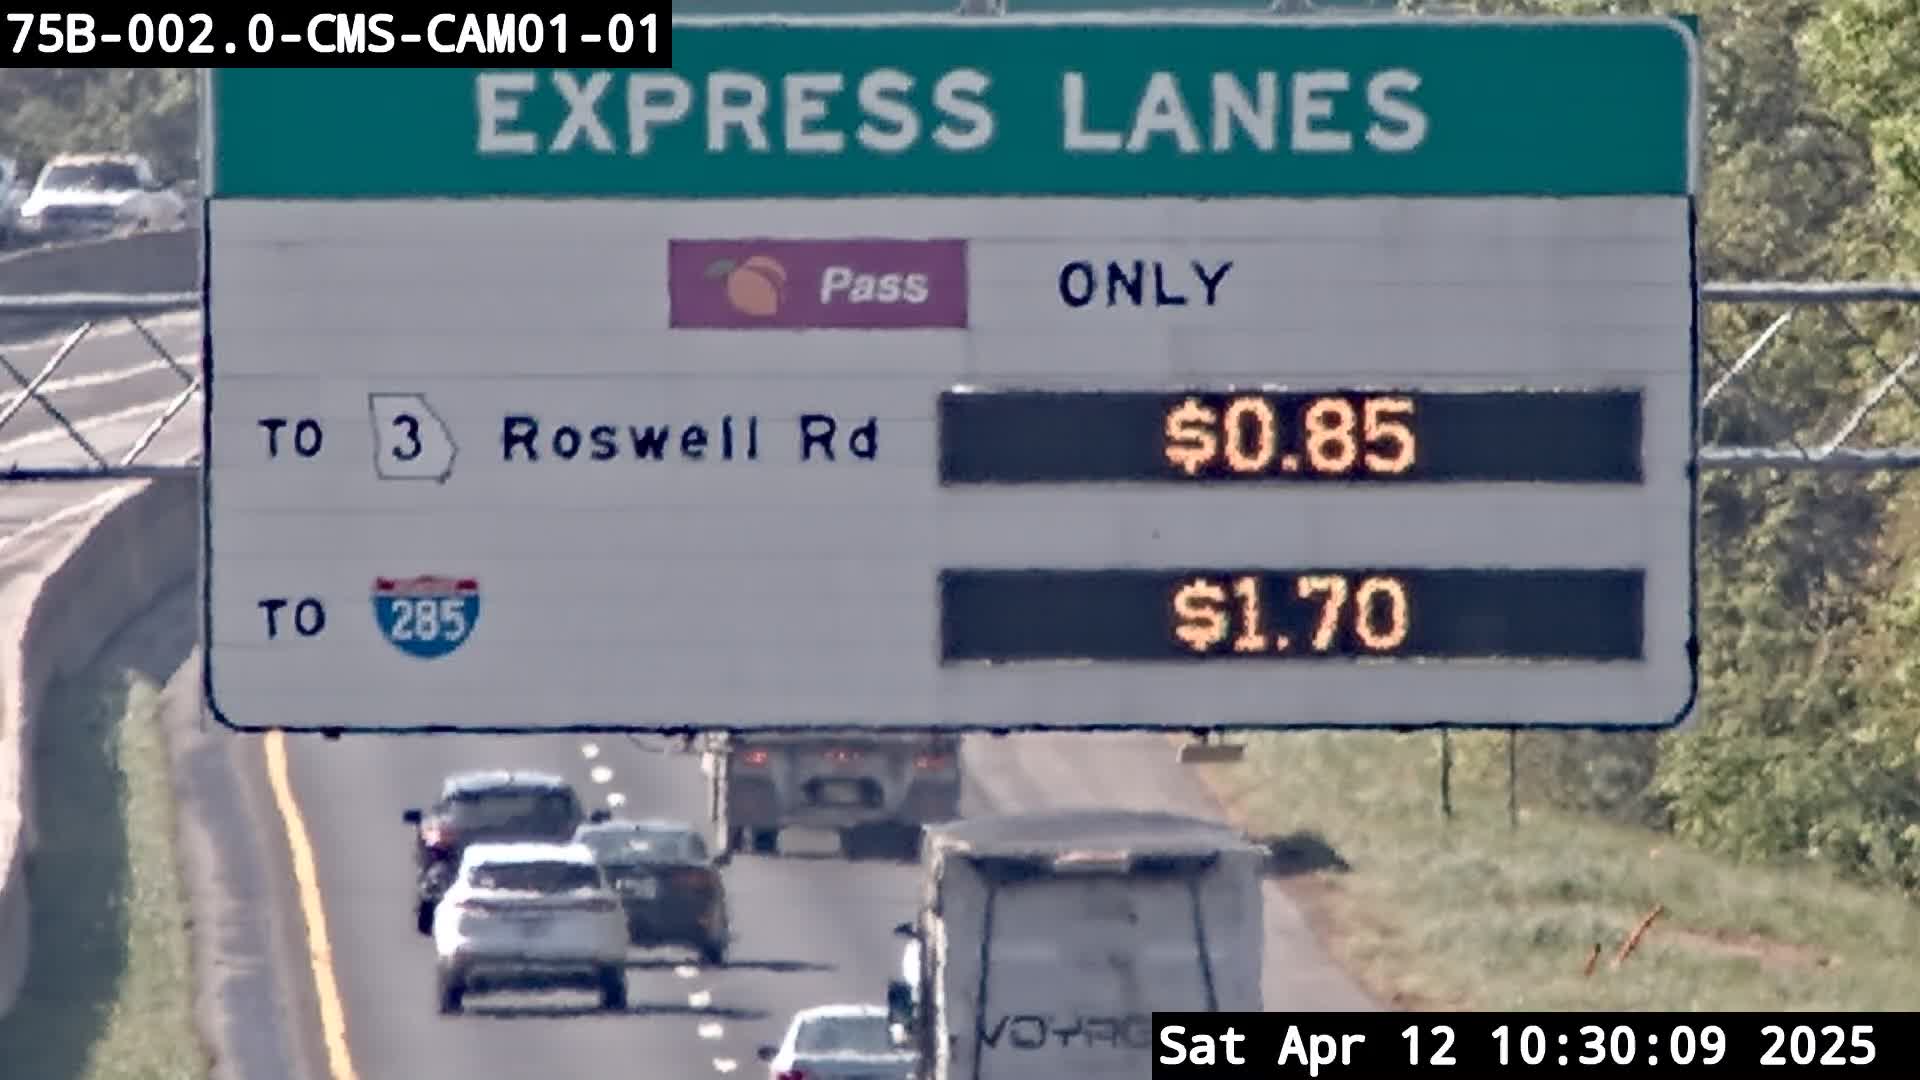 75B-002.0-CMS-CAM01-01
EXPRESS LANES
Pass ONLY
TO 3 Roswell Rd $0.85
TO 285 $1.70
Sat Apr 12 10:30:09 2025